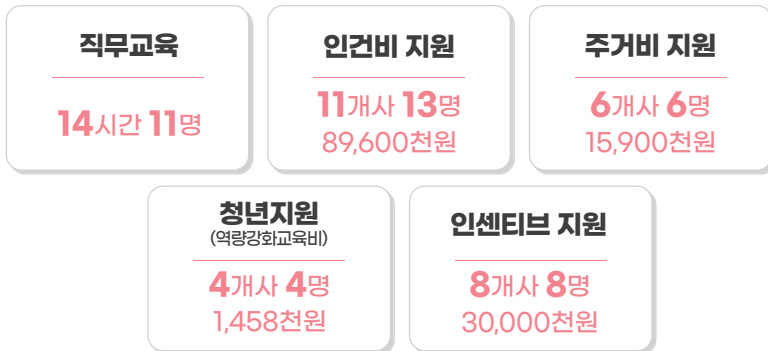 직무교육
14시간 11명
인건비 지원
11개사 13명
89,600천원
주거비 지원
6개사 6명
15,900천원
청년지원
(역량강화교육비)
4개사 4명
1,458천원
인센티브 지원
8개사 8명
30,000천원